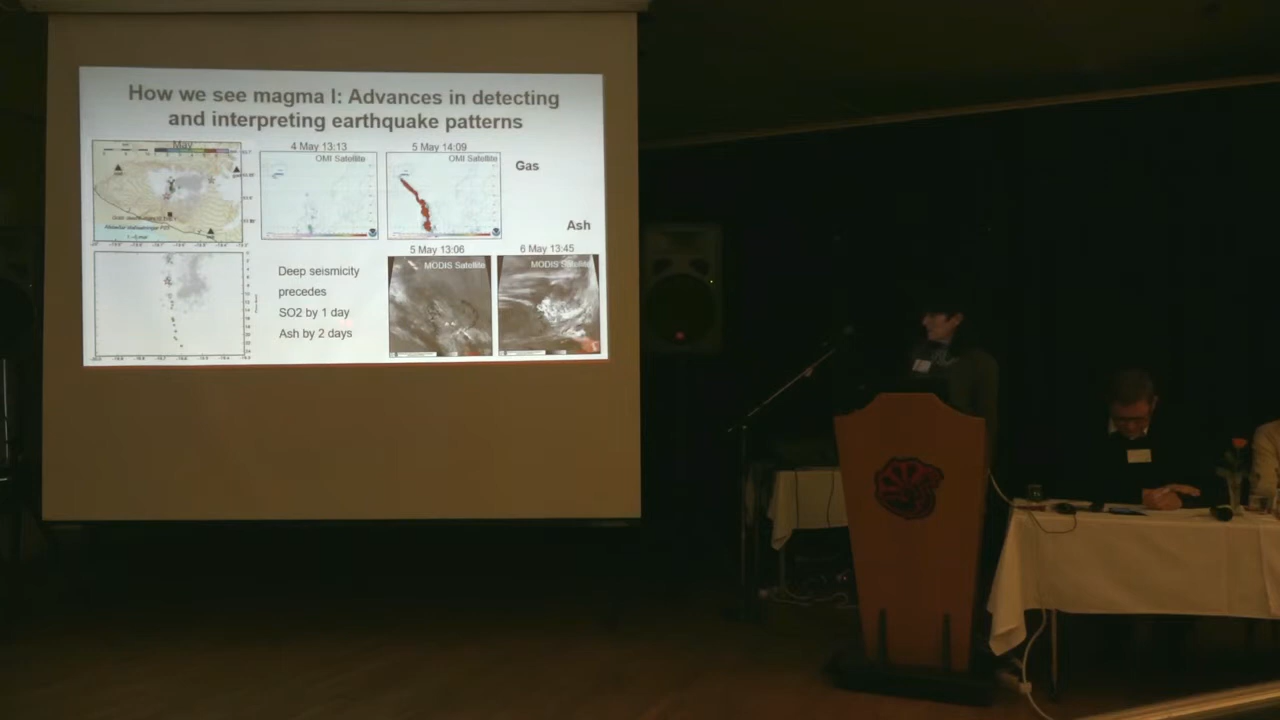 How we see magma I: Advances in detecting
and interpreting earthquake patterns
May
4 May 13:13
OMI Satellite
5 May 14:09
OMI Satellite
Gas
Ash
5 May 13:06
MODIS Satellite
6 May 13:45
MODIS Satellite
Deep seismicity
precedes
SO2 by 1 day
Ash by 2 days